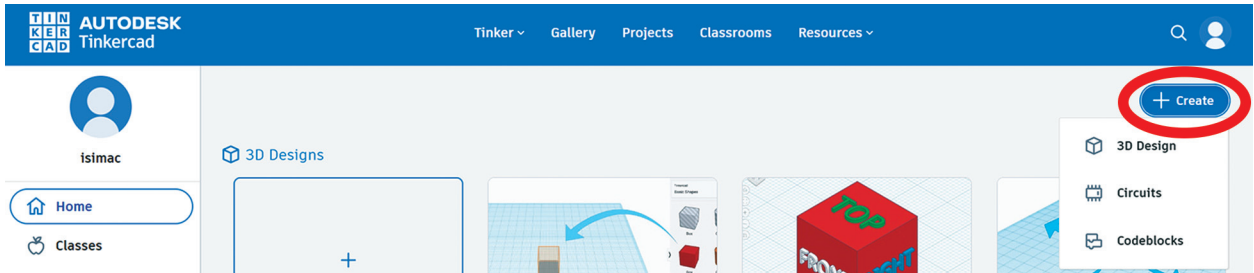 TIN
KER
CAD
AUTODESK
Tinkercad
Tinker Gallery Projects Classrooms Resources
+ Create
isimac
3D Designs
3D Design
Home
Circuits
Classes
Codeblocks
+
TOP
FRONT